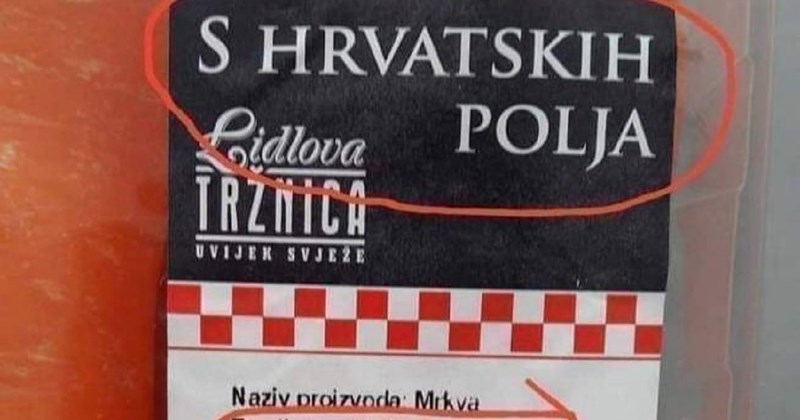 S HRVATSKIH
POLJA
Lidlova
TRŽNICA
UVIJEK SVJEŽE
Naziv proizvoda: Mrkva